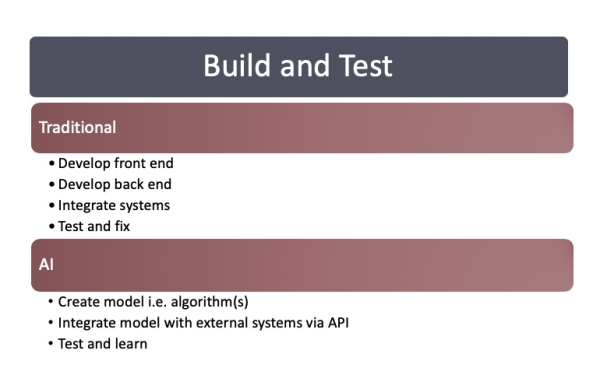 Build and Test
Traditional
• Develop front end
• Develop back end
• Integrate systems
• Test and fix
AI
• Create model i.e. algorithm(s)
• Integrate model with external systems via API
• Test and learn